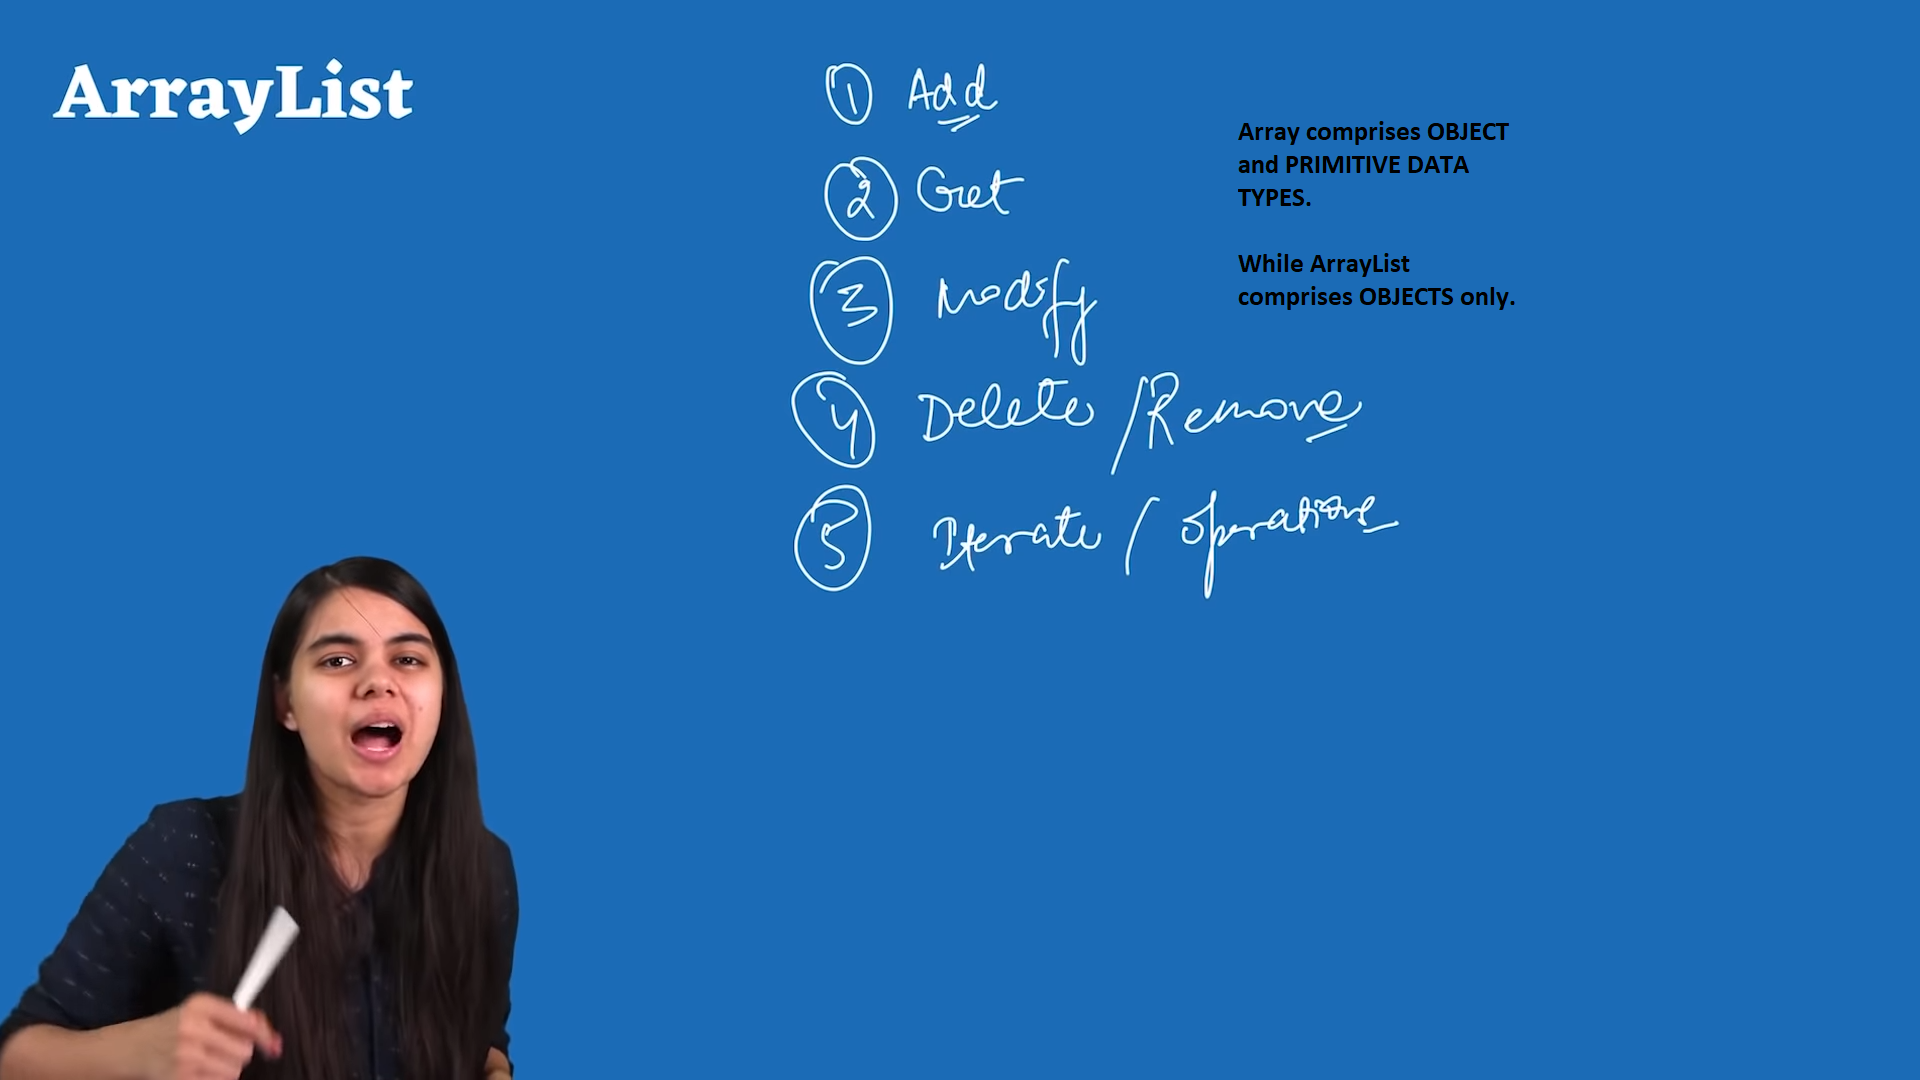 ArrayList
1 Add
2 Get
3 Modify
4 Delete / Remove
5 Iterate / operations
Array comprises OBJECT
and PRIMITIVE DATA
TYPES.
While ArrayList
comprises OBJECTS only.